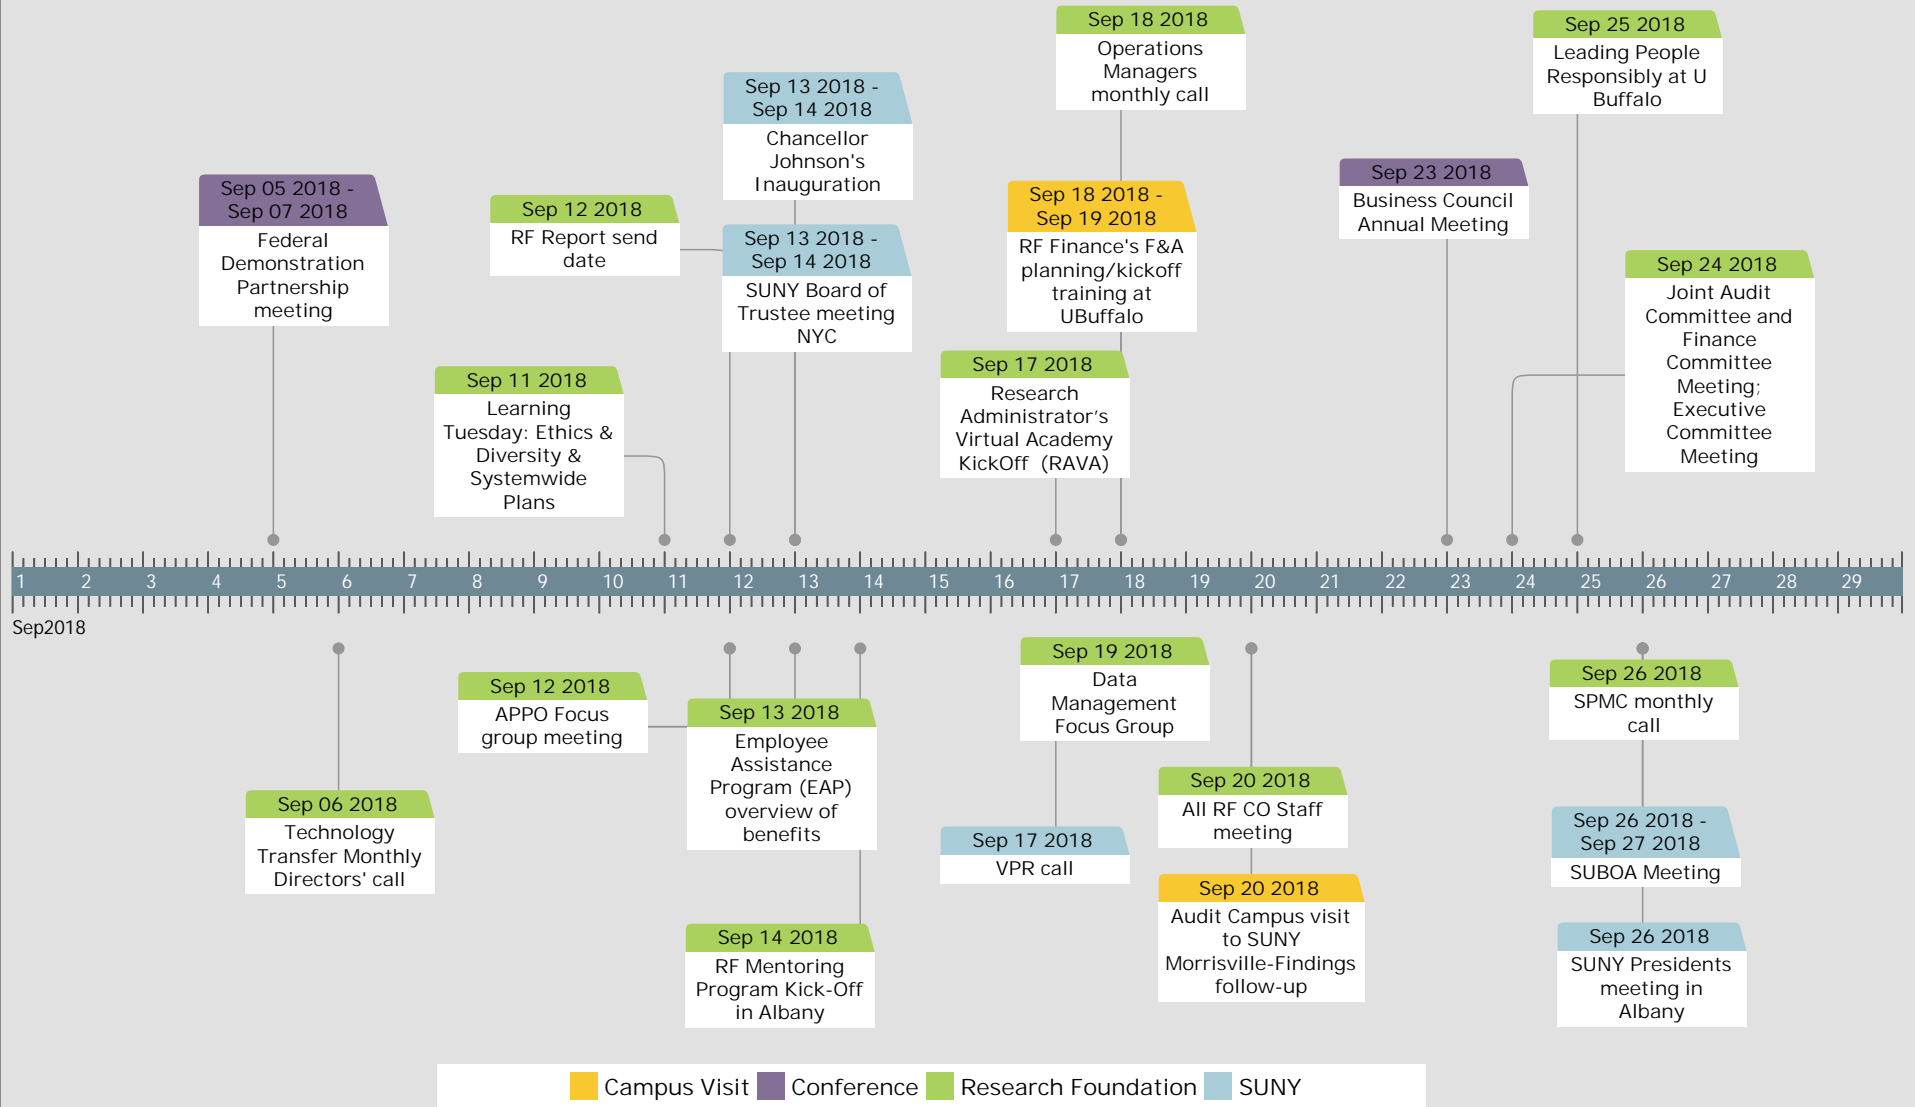 Sep 18 2018
Operations
Managers
monthly call
Sep 25 2018
Leading People
Responsibly at U
Buffalo
Sep 13 2018 -
Sep 14 2018
Chancellor
Johnson's
Inauguration
Sep 05 2018 -
Sep 07 2018
Federal
Demonstration
Partnership
meeting
Sep 12 2018
RF Report send
date
Sep 13 2018 -
Sep 14 2018
SUNY Board of
Trustee meeting
NYC
Sep 18 2018 -
Sep 19 2018
RF Finance's F&A
planning/kickoff
training at
UBuffalo
Sep 23 2018
Business Council
Annual Meeting
Sep 24 2018
Joint Audit
Committee and
Finance
Committee
Meeting;
Executive
Committee
Meeting
Sep 11 2018
Learning
Tuesday: Ethics &
Diversity &
Systemwide
Plans
Sep 17 2018
Research
Administrator’s
Virtual Academy
KickOff (RAVA)
1 2 3 4 5 6 7 8 9 10 11 12 13 14 15 16 17 18 19 20 21 22 23 24 25 26 27 28 29
Sep2018
Sep 06 2018
Technology
Transfer Monthly
Directors' call
Sep 12 2018
APPO Focus
group meeting
Sep 13 2018
Employee
Assistance
Program (EAP)
overview of
benefits
Sep 14 2018
RF Mentoring
Program Kick-Off
in Albany
Sep 19 2018
Data
Management
Focus Group
Sep 17 2018
VPR call
Sep 20 2018
All RF CO Staff
meeting
Sep 20 2018
Audit Campus visit
to SUNY
Morrisville-Findings
follow-up
Sep 26 2018
SPMC monthly
call
Sep 26 2018 -
Sep 27 2018
SUBOA Meeting
Sep 26 2018
SUNY Presidents
meeting in
Albany
Campus Visit Conference Research Foundation SUNY